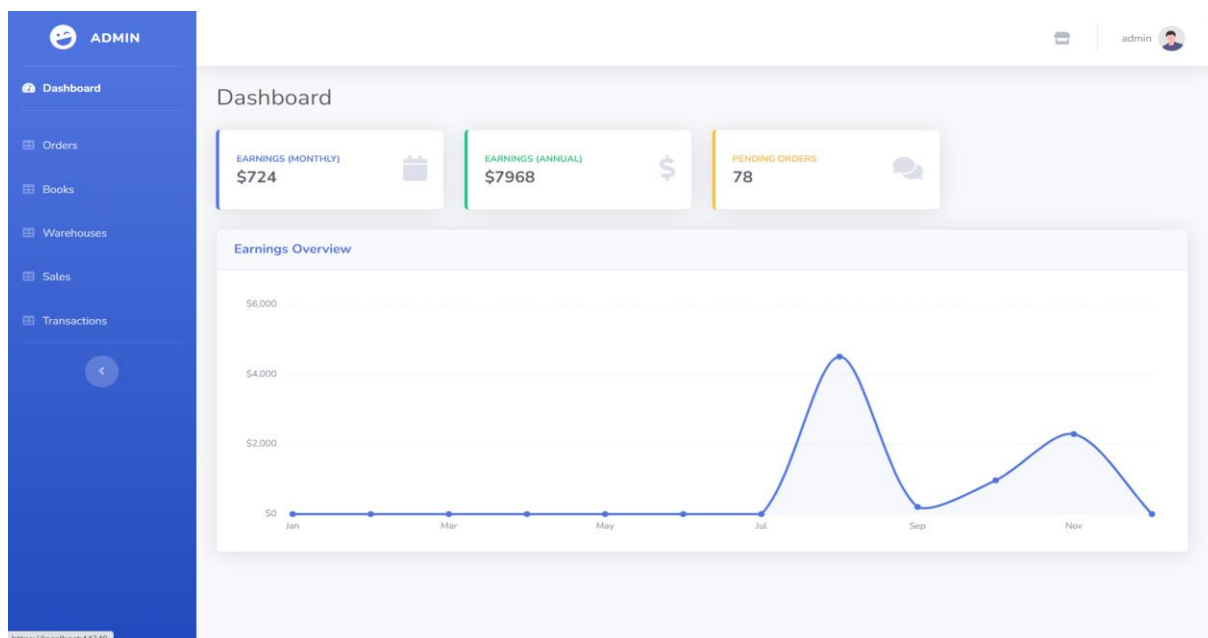 ADMIN
admin
Dashboard
Dashboard
Orders
Books
Warehouses
Sales
Transactions
EARNINGS (MONTHLY)
$724
EARNINGS (ANNUAL)
$7968
PENDING ORDERS
78
Earnings Overview
$6,000
$4,000
$2,000
$0
Jan Mar May Jul Sep Nov